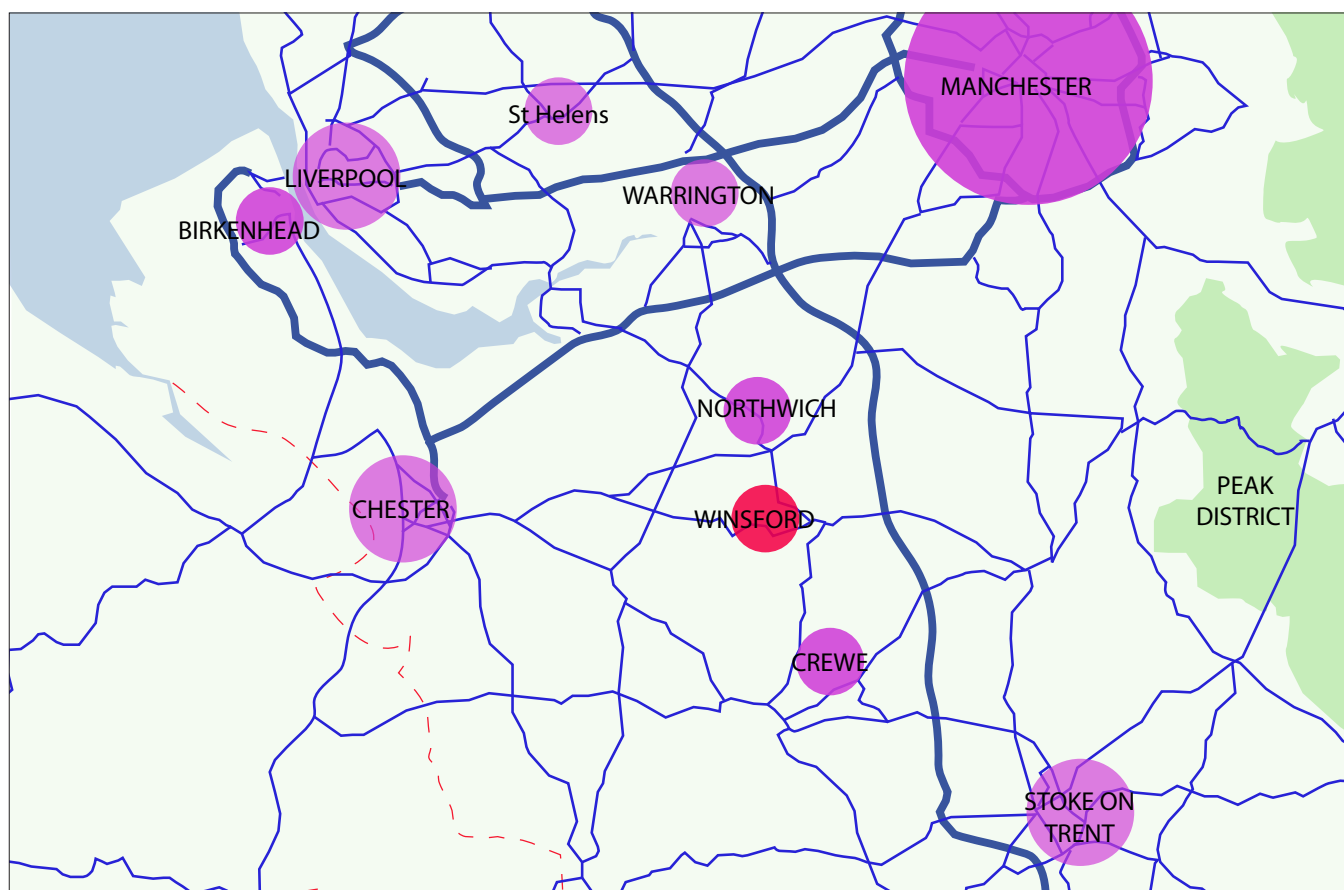 MANCHESTER
St Helens
LIVERPOOL
WARRINGTON
BIRKENHEAD
NORTHWICH
PEAK
DISTRICT
CHESTER
WINSFORD
CREWE
STOKE ON
TRENT